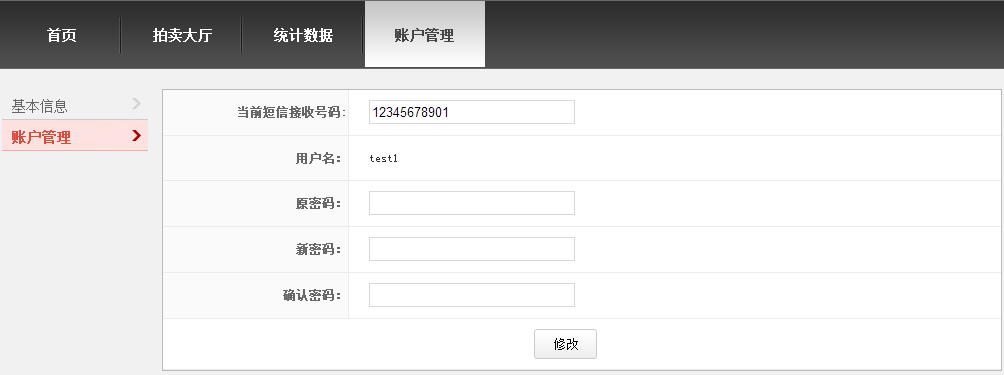 首页 拍卖大厅 统计数据 账户管理
基本信息
账户管理
当前短信接收号码: 12345678901
用户名: test1
原密码:
新密码:
确认密码:
修改